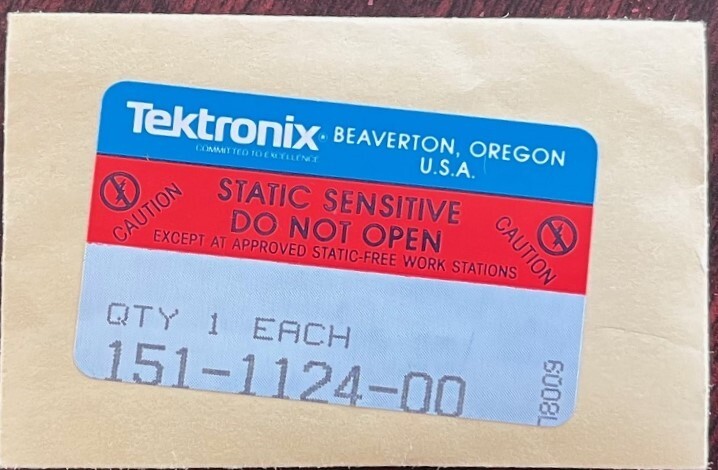 Tektronix® BEAVERTON, OREGON
COMMITTED TO EXCELLENCE
U.S.A.
CAUTION
STATIC SENSITIVE
DO NOT OPEN
EXCEPT AT APPROVED STATIC-FREE WORK STATIONS
CAUTION
QTY 1 EACH
151-1124-00